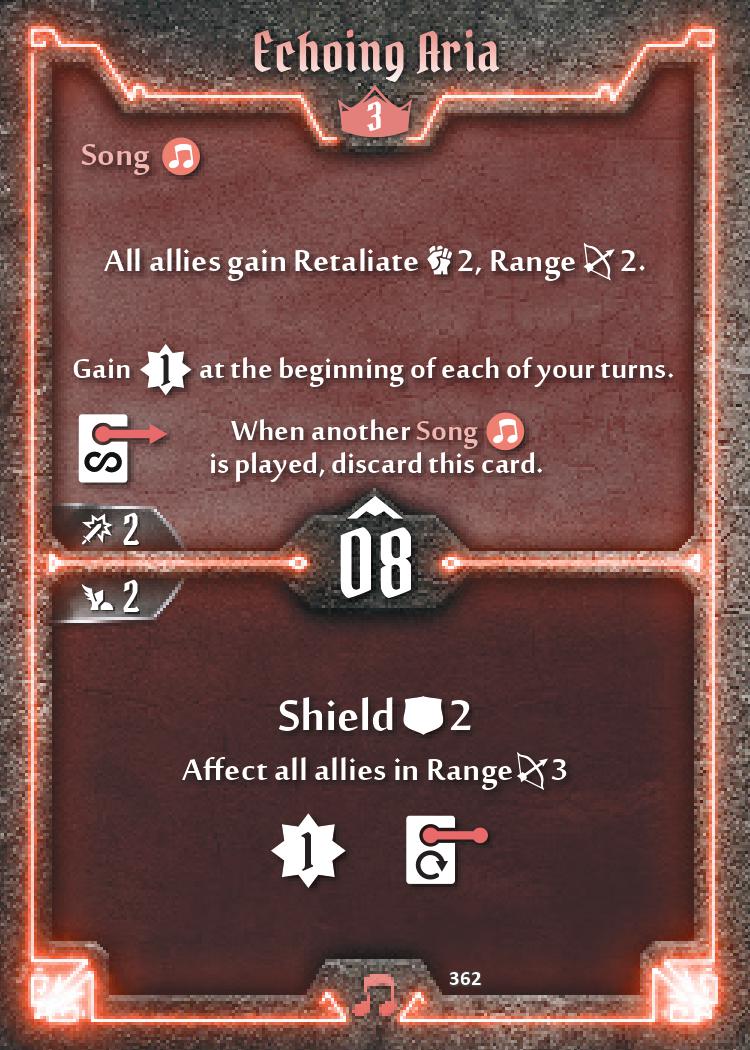 Echoing Aria
3
Song
All allies gain Retaliate 2, Range 2.
Gain 1 at the beginning of each of your turns.
When another Song
is played, discard this card.
2
08
2
Shield 2
Affect all allies in Range 3
1
362